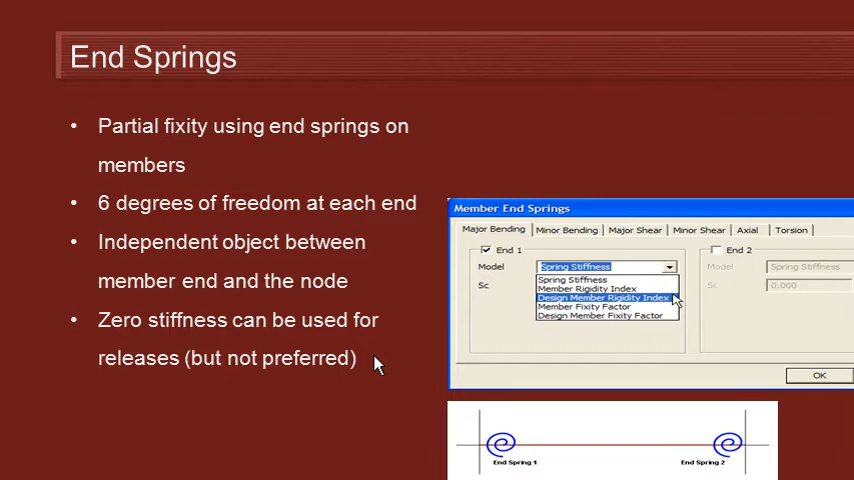 End Springs
• Partial fixity using end springs on
members
• 6 degrees of freedom at each end
• Independent object between
member end and the node
• Zero stiffness can be used for
releases (but not preferred)
Member End Springs
Major Bending Minor Bending Major Shear Minor Shear Axial Torsion
End 1
Model Spring Stiffness
Sc
Spring Stiffness
Member Rigidity Index
Design Member Rigidity Index
Member Fixity Factor
Design Member Fixity Factor
End 2
Model Spring Stiffness
Sc 0.000
OK
End Spring 1 End Spring 2